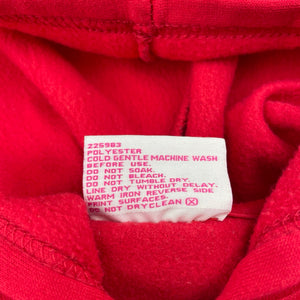 225983
POLYESTER
COLD GENTLE MACHINE WASH
BEFORE USE.
DO NOT SOAK.
DO NOT BLEACH.
DO NOT TUMBLE DRY.
LINE DRY WITHOUT DELAY.
WARM IRON REVERSE SIDE
PRINT SURFACES.
DO NOT DRYCLEAN